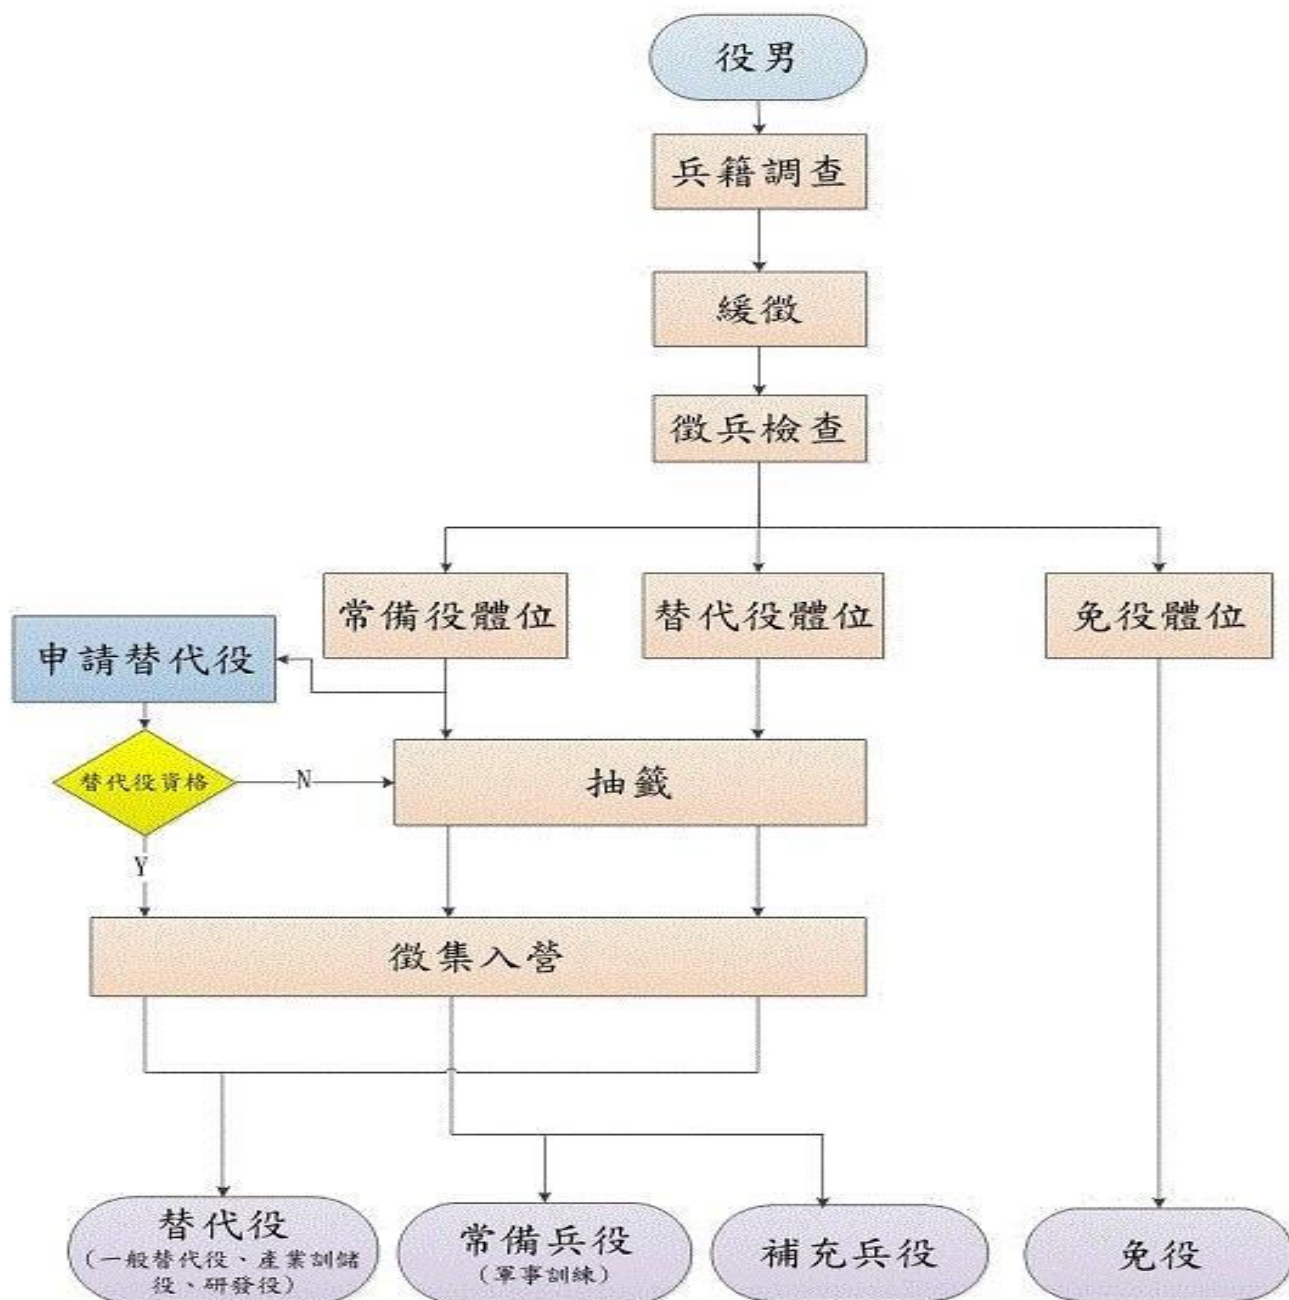 役男
兵籍調查
緩徵
徵兵檢查
常備役體位
替代役體位
免役體位
申請替代役
替代役資格
N
抽籤
Y
徵集入營
替代役
(一般替代役、產業訓儲
役、研發役)
常備兵役
(軍事訓練)
補充兵役
免役